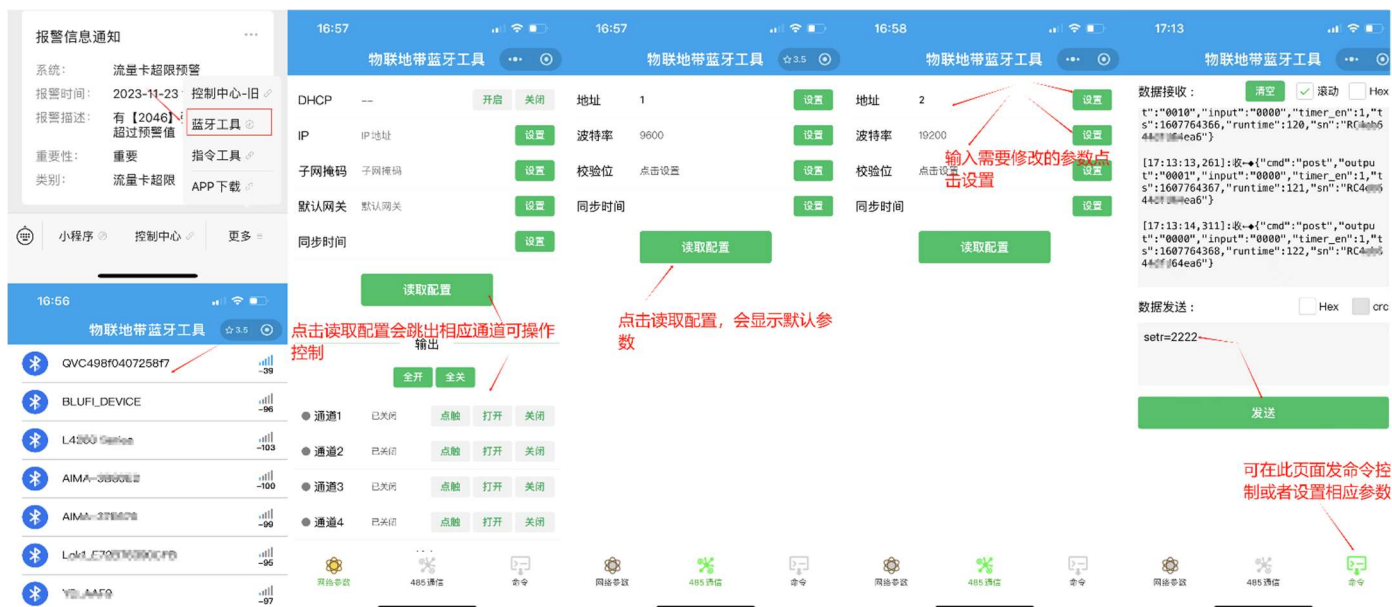 报警信息通知
系统： 流量卡超限预警
报警时间： 2023-11-23
报警描述： 有【2046】
超过预警值
重要性： 重要
类别： 流量卡超限
控制中心-旧
蓝牙工具
指令工具
APP下载
小程序 控制中心 更多
16:56
物联地带蓝牙工具 ☆3.5
QVC498f0407258f7 -39
BLUFI_DEVICE -96
-103
AIMA- -100
AIMA- -99
-95
-97
16:57
物联地带蓝牙工具
DHCP -- 开启 关闭
IP IP地址 设置
子网掩码 子网掩码 设置
默认网关 默认网关 设置
同步时间 设置
读取配置
点击读取配置会跳出相应通道可操作
控制
输出
全开 全关
通道1 已关闭 点触 打开 关闭
通道2 已关闭 点触 打开 关闭
通道3 已关闭 点触 打开 关闭
通道4 已关闭 点触 打开 关闭
网络参数 485通信 命令
16:57
物联地带蓝牙工具 ☆3.5
地址 1 设置
波特率 9600 设置
校验位 点击设置 设置
同步时间 设置
读取配置
点击读取配置，会显示默认参
数
网络参数 485通信 命令
16:58
物联地带蓝牙工具
地址 2 设置
波特率 19200 设置
校验位 点击设置 设置
同步时间 设置
输入需要修改的参数点
击设置
读取配置
网络参数 485通信 命令
17:13
物联地带蓝牙工具
数据接收： 清空 滚动 Hex
t":"0010","input":"0000","timer_en":1,"t
s":1607764366,"runtime":120,"sn":"
4ea6"}
[17:13:13,261]:收←◆{"cmd":"post","outpu
t":"0001","input":"0000","timer_en":1,"t
s":1607764367,"runtime":121,"sn":"RC4
ea6"}
[17:13:14,311]:收←◆{"cmd":"post","outpu
t":"0000","input":"0000","timer_en":1,"t
s":1607764368,"runtime":122,"sn":"RC4
64ea6"}
数据发送： Hex crc
setr=2222
发送
可在此页面发命令控
制或者设置相应参数
网络参数 485通信 命令